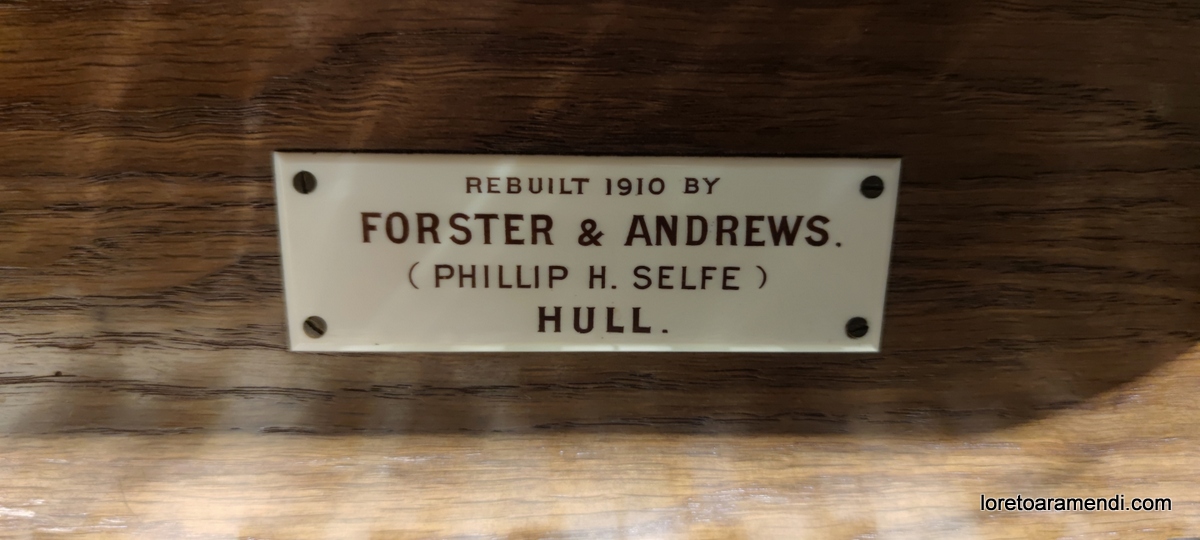 REBUILT 1910 BY
FORSTER & ANDREWS.
( PHILLIP H. SELFE )
HULL.
loretoaramendi.com